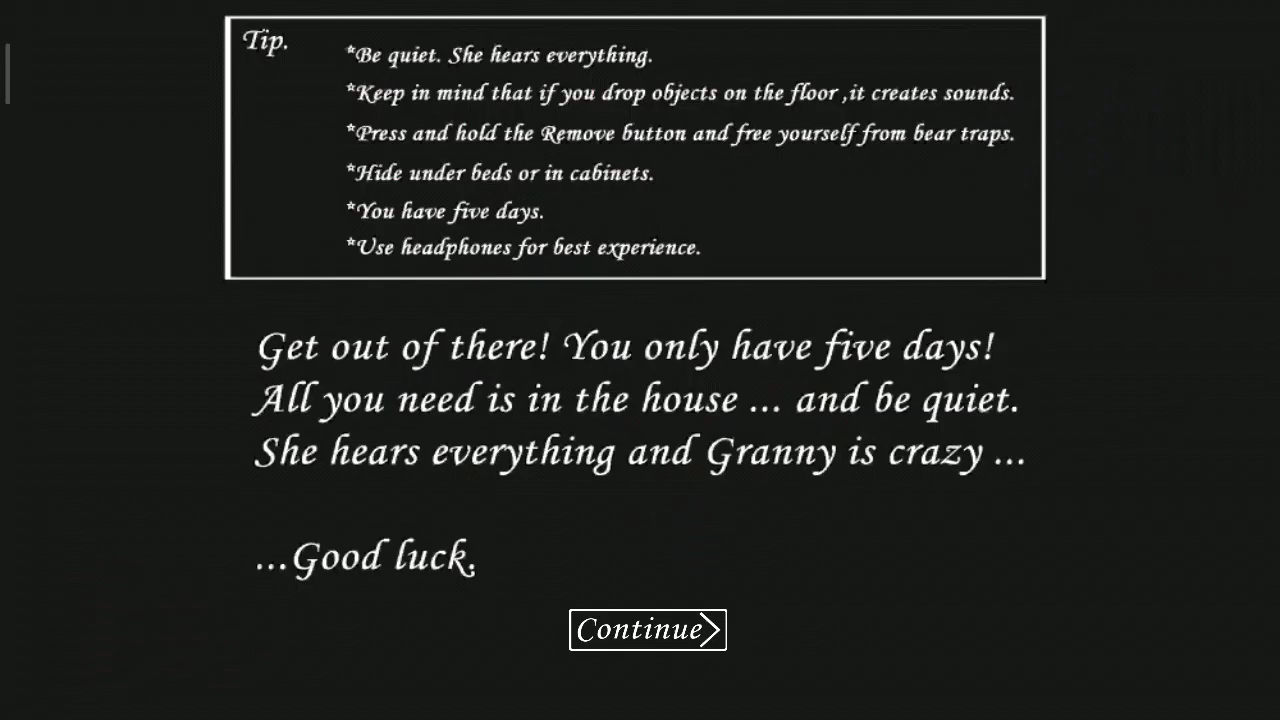 Tip.
*Be quiet. She hears everything.
*Keep in mind that if you drop objects on the floor ,it creates sounds.
*Press and hold the Remove button and free yourself from bear traps.
*Hide under beds or in cabinets.
*You have five days.
*Use headphones for best experience.
Get out of there! You only have five days!
All you need is in the house ... and be quiet.
She hears everything and Granny is crazy ...
...Good luck.
Continue